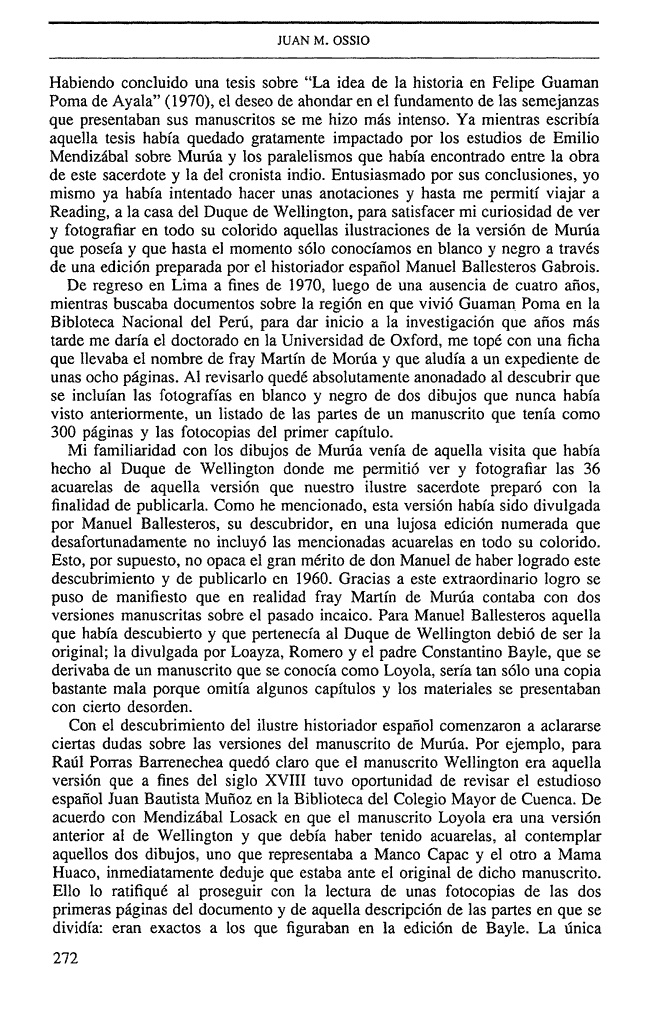 JUAN M. OSSIO
Habiendo concluido una tesis sobre “La idea de la historia en Felipe Guaman
Poma de Ayala” (1970), el deseo de ahondar en el fundamento de las semejanzas
que presentaban sus manuscritos se me hizo más intenso. Ya mientras escribía
aquella tesis había quedado gratamente impactado por los estudios de Emilio
Mendizábal sobre Murúa y los paralelismos que había encontrado entre la obra
de este sacerdote y la del cronista indio. Entusiasmado por sus conclusiones, yo
mismo ya había intentado hacer unas anotaciones y hasta me permití viajar a
Reading, a la casa del Duque de Wellington, para satisfacer mi curiosidad de ver
y fotografiar en todo su colorido aquellas ilustraciones de la versión de Murúa
que poseía y que hasta el momento sólo conocíamos en blanco y negro a través
de una edición preparada por el historiador español Manuel Ballesteros Gabrois.
De regreso en Lima a fines de 1970, luego de una ausencia de cuatro años,
mientras buscaba documentos sobre la región en que vivió Guaman Poma en la
Bibloteca Nacional del Perú, para dar inicio a la investigación que años más
tarde me daría el doctorado en la Universidad de Oxford, me topé con una ficha
que llevaba el nombre de fray Martín de Morúa y que aludía a un expediente de
unas ocho páginas. Al revisarlo quedé absolutamente anonadado al descubrir que
se incluían las fotografías en blanco y negro de dos dibujos que nunca había
visto anteriormente, un listado de las partes de un manuscrito que tenía como
300 páginas y las fotocopias del primer capítulo.
Mi familiaridad con los dibujos de Murúa venía de aquella visita que había
hecho al Duque de Wellington donde me permitió ver y fotografiar las 36
acuarelas de aquella versión que nuestro ilustre sacerdote preparó con la
finalidad de publicarla. Como he mencionado, esta versión había sido divulgada
por Manuel Ballesteros, su descubridor, en una lujosa edición numerada que
desafortunadamente no incluyó las mencionadas acuarelas en todo su colorido.
Esto, por supuesto, no opaca el gran mérito de don Manuel de haber logrado este
descubrimiento y de publicarlo en 1960. Gracias a este extraordinario logro se
puso de manifiesto que en realidad fray Martín de Murúa contaba con dos
versiones manuscritas sobre el pasado incaico. Para Manuel Ballesteros aquella
que había descubierto y que pertenecía al Duque de Wellington debió de ser la
original; la divulgada por Loayza, Romero y el padre Constantino Bayle, que se
derivaba de un manuscrito que se conocía como Loyola, sería tan sólo una copia
bastante mala porque omitía algunos capítulos y los materiales se presentaban
con cierto desorden.
Con el descubrimiento del ilustre historiador español comenzaron a aclararse
ciertas dudas sobre las versiones del manuscrito de Murúa. Por ejemplo, para
Raúl Porras Barrenechea quedó claro que el manuscrito Wellington era aquella
versión que a fines del siglo XVIII tuvo oportunidad de revisar el estudioso
español Juan Bautista Muñoz en la Biblioteca del Colegio Mayor de Cuenca. De
acuerdo con Mendizábal Losack en que el manuscrito Loyola era una versión
anterior al de Wellington y que debía haber tenido acuarelas, al contemplar
aquellos dos dibujos, uno que representaba a Manco Capac y el otro a Mama
Huaco, inmediatamente deduje que estaba ante el original de dicho manuscrito.
Ello lo ratifiqué al proseguir con la lectura de unas fotocopias de las dos
primeras páginas del documento y de aquella descripción de las partes en que se
dividía: eran exactos a los que figuraban en la edición de Bayle. La única
272